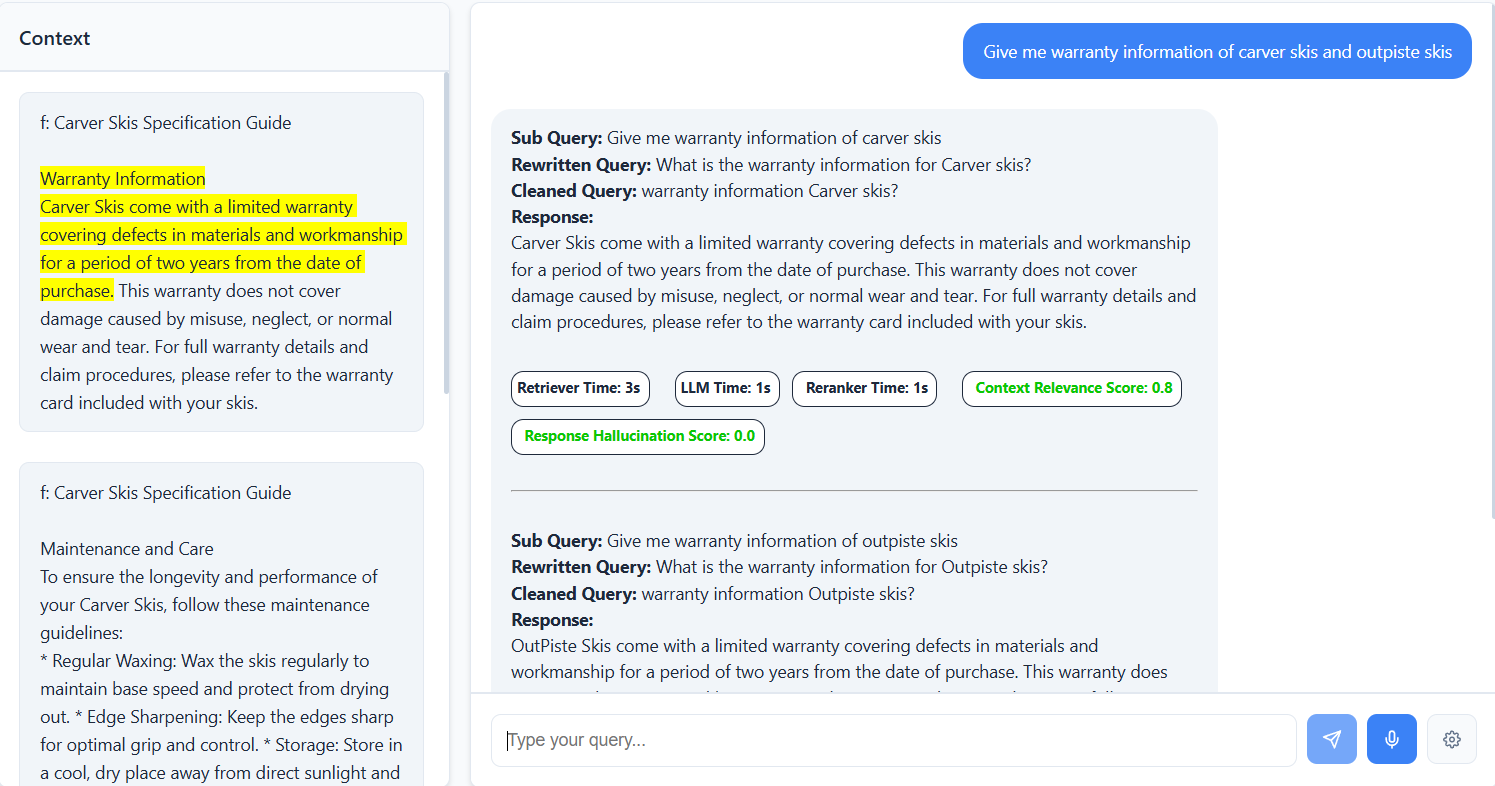 Context
f: Carver Skis Specification Guide
Warranty Information
Carver Skis come with a limited warranty
covering defects in materials and workmanship
for a period of two years from the date of
purchase. This warranty does not cover
damage caused by misuse, neglect, or normal
wear and tear. For full warranty details and
claim procedures, please refer to the warranty
card included with your skis.
f: Carver Skis Specification Guide
Maintenance and Care
To ensure the longevity and performance of
your Carver Skis, follow these maintenance
guidelines:
* Regular Waxing: Wax the skis regularly to
maintain base speed and protect from drying
out. * Edge Sharpening: Keep the edges sharp
for optimal grip and control. * Storage: Store in
a cool, dry place away from direct sunlight and
Give me warranty information of carver skis and outpiste skis
Sub Query: Give me warranty information of carver skis
Rewritten Query: What is the warranty information for Carver skis?
Cleaned Query: warranty information Carver skis?
Response:
Carver Skis come with a limited warranty covering defects in materials and workmanship
for a period of two years from the date of purchase. This warranty does not cover
damage caused by misuse, neglect, or normal wear and tear. For full warranty details and
claim procedures, please refer to the warranty card included with your skis.
Retriever Time: 3s LLM Time: 1s Reranker Time: 1s Context Relevance Score: 0.8
Response Hallucination Score: 0.0
Sub Query: Give me warranty information of outpiste skis
Rewritten Query: What is the warranty information for Outpiste skis?
Cleaned Query: warranty information Outpiste skis?
Response:
OutPiste Skis come with a limited warranty covering defects in materials and
workmanship for a period of two years from the date of purchase. This warranty does
Type your query...